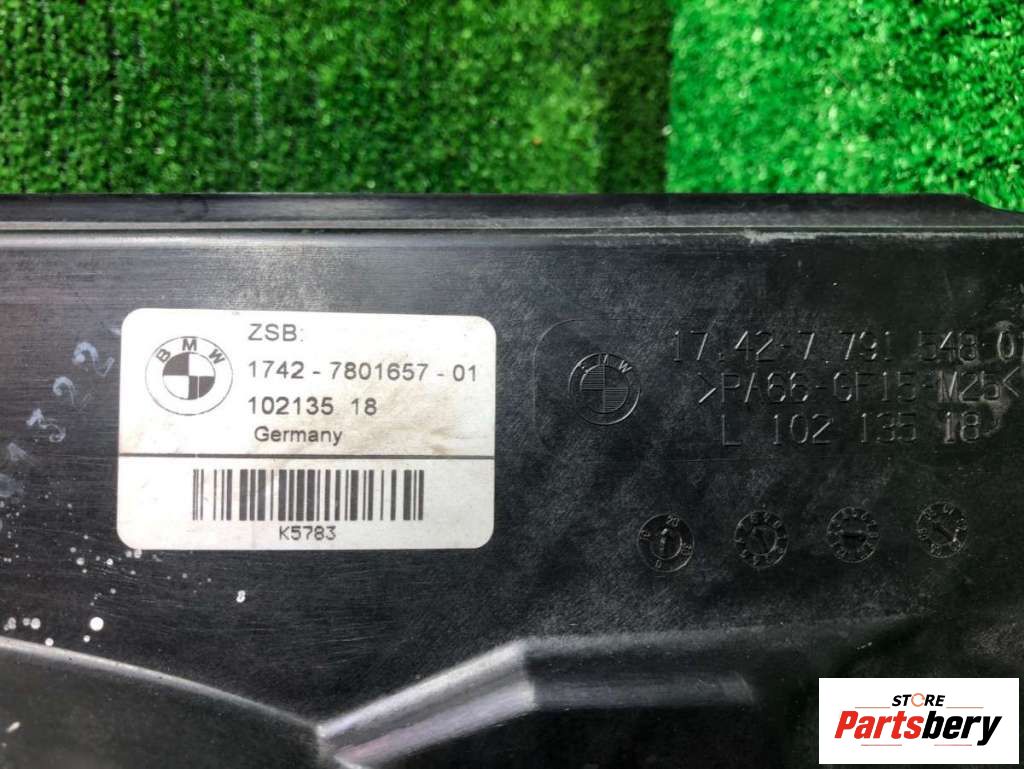 ZSB:
BMW
1742 - 7801657 - 01
102135 18
Germany
K5783
17.42-7.791 548-01
BMW
>PA66-GF15-M25<
L 102 135 18
STORE
Partsbery